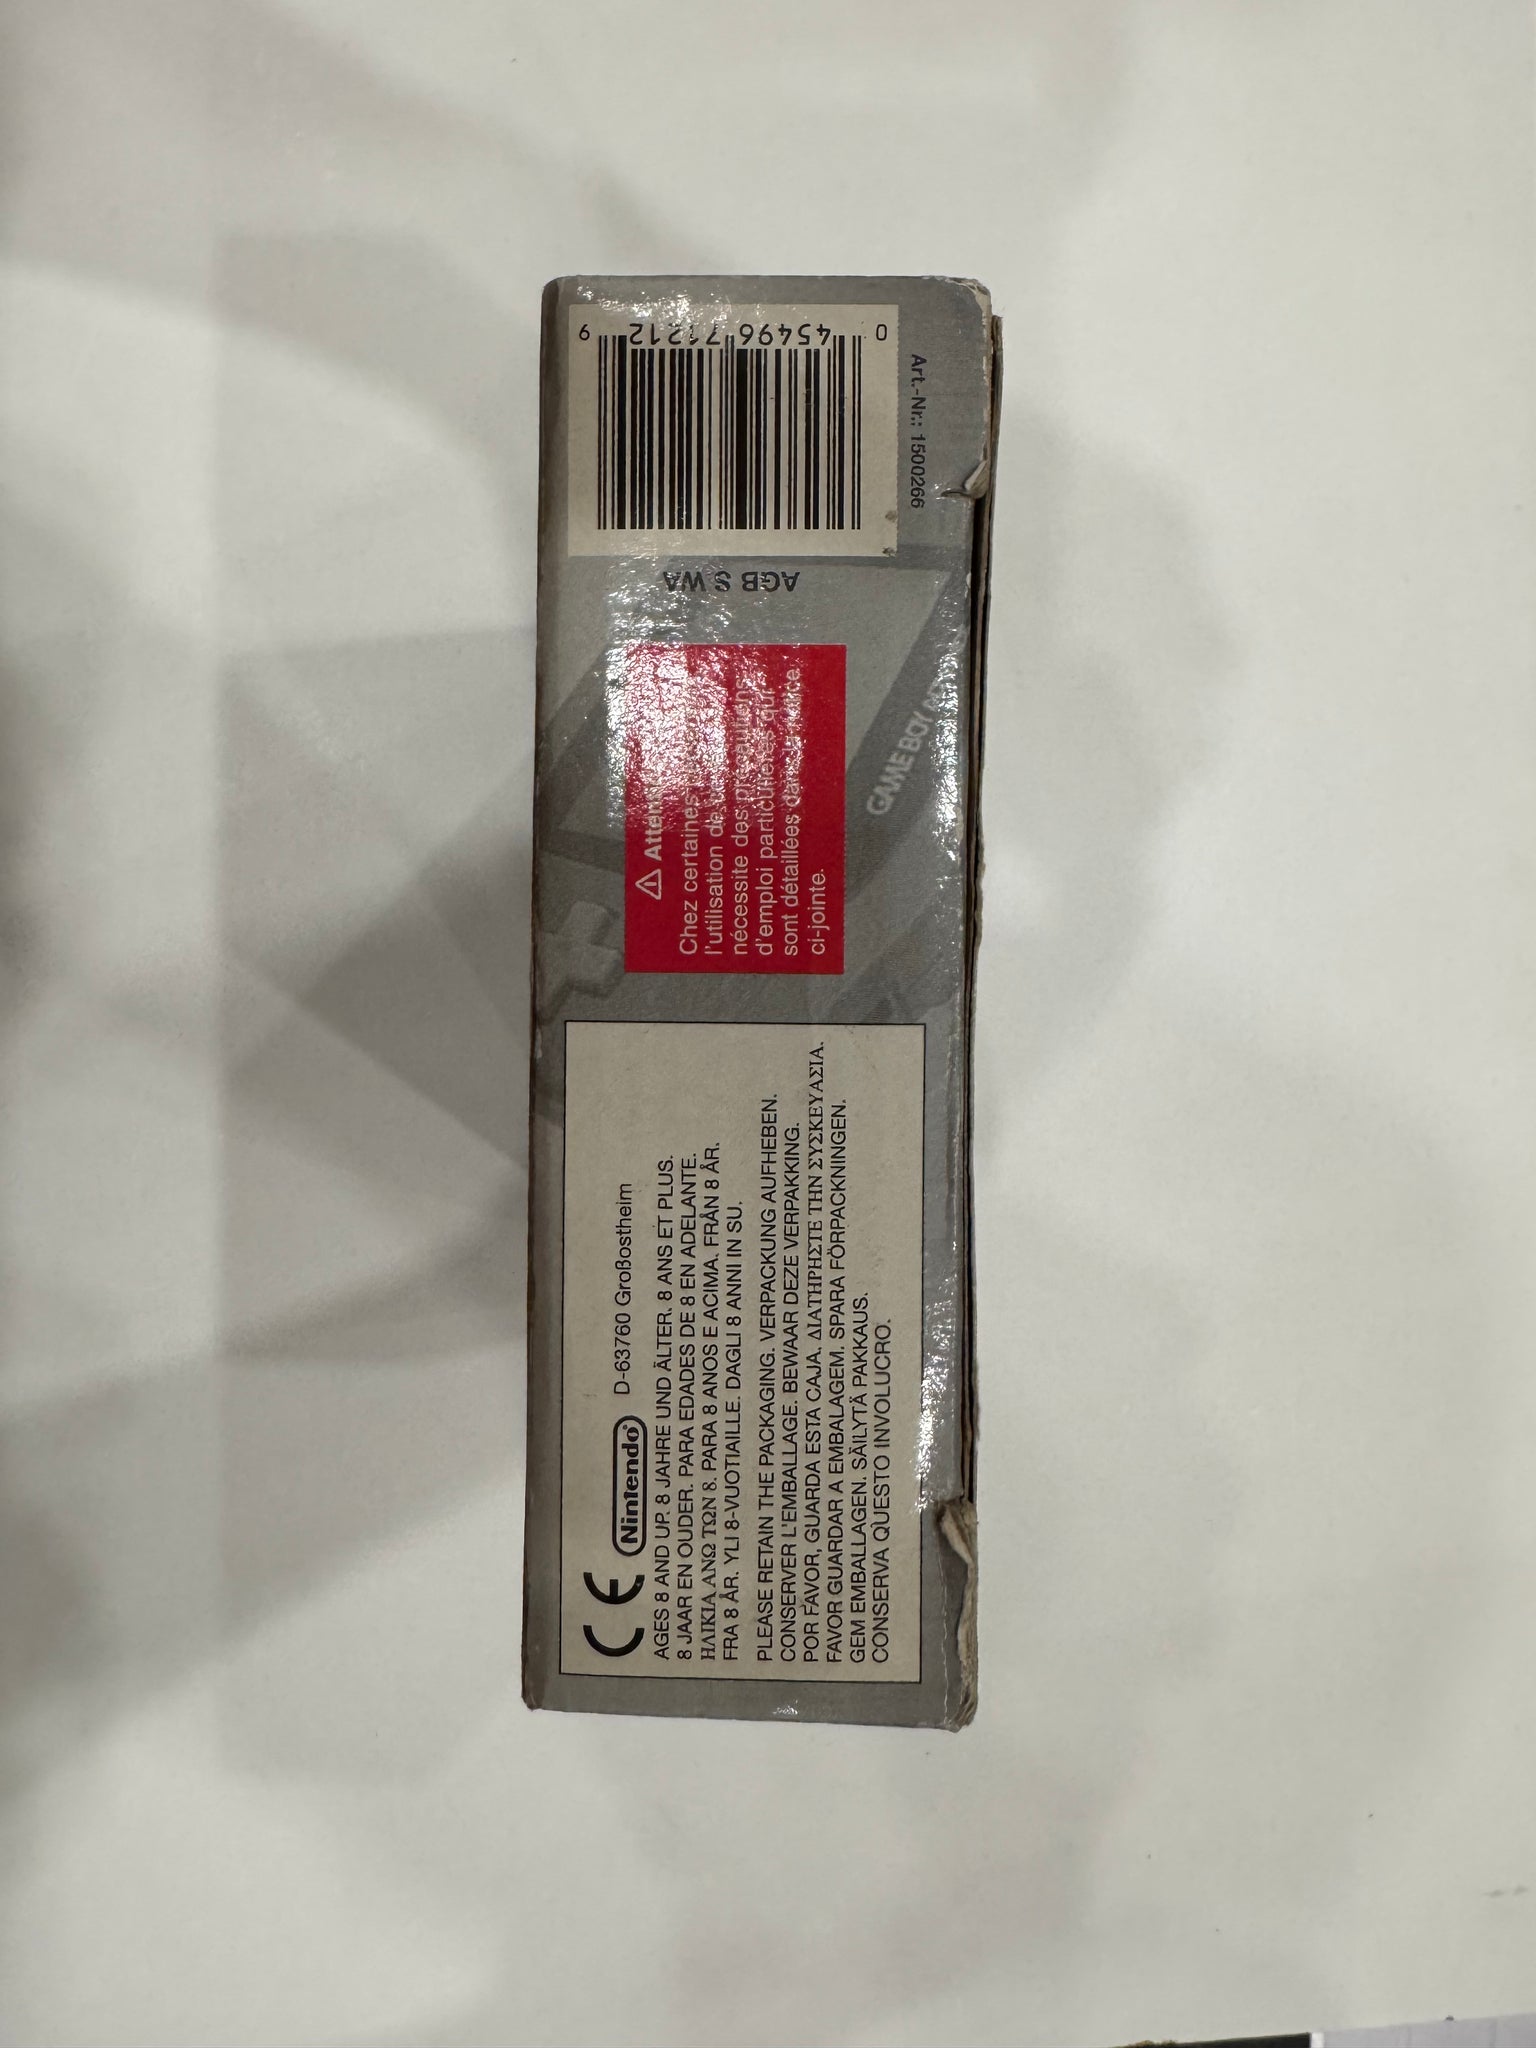 CE Nintendo® D-63760 Großostheim
AGES 8 AND UP. 8 JAHRE UND ÄLTER. 8 ANS ET PLUS.
8 JAAR EN OUDER. PARA EDADES DE 8 EN ADELANTE.
ΗΛΙΚΙΑ ΑΝΩ ΤΩΝ 8. PARA 8 ANOS E ACIMA. FRÅN 8 ÅR.
FRA 8 ÅR. YLI 8-VUOTIAILLE. DAGLI 8 ANNI IN SU.
PLEASE RETAIN THE PACKAGING. VERPACKUNG AUFHEBEN.
CONSERVER L'EMBALLAGE. BEWAAR DEZE VERPAKKING.
POR FAVOR, GUARDA ESTA CAJA. ΔΙΑΤΗΡΗΣΤΕ ΤΗΝ ΣΥΣΚΕΥΑΣΙΑ.
FAVOR GUARDAR A EMBALAGEM. SPARA FÖRPACKNINGEN.
GEM EMBALLAGEN. SÄILYTÄ PAKKAUS.
CONSERVA QUESTO INVOLUCRO.
Chez certaines
l'utilisation de
nécessite des précautions
d'emploi particulières qui
sont détaillées dans la notice
ci-jointe.
GAME BOY
AGB S WA
0 45496 71212 9
Art.-Nr.: 1500266